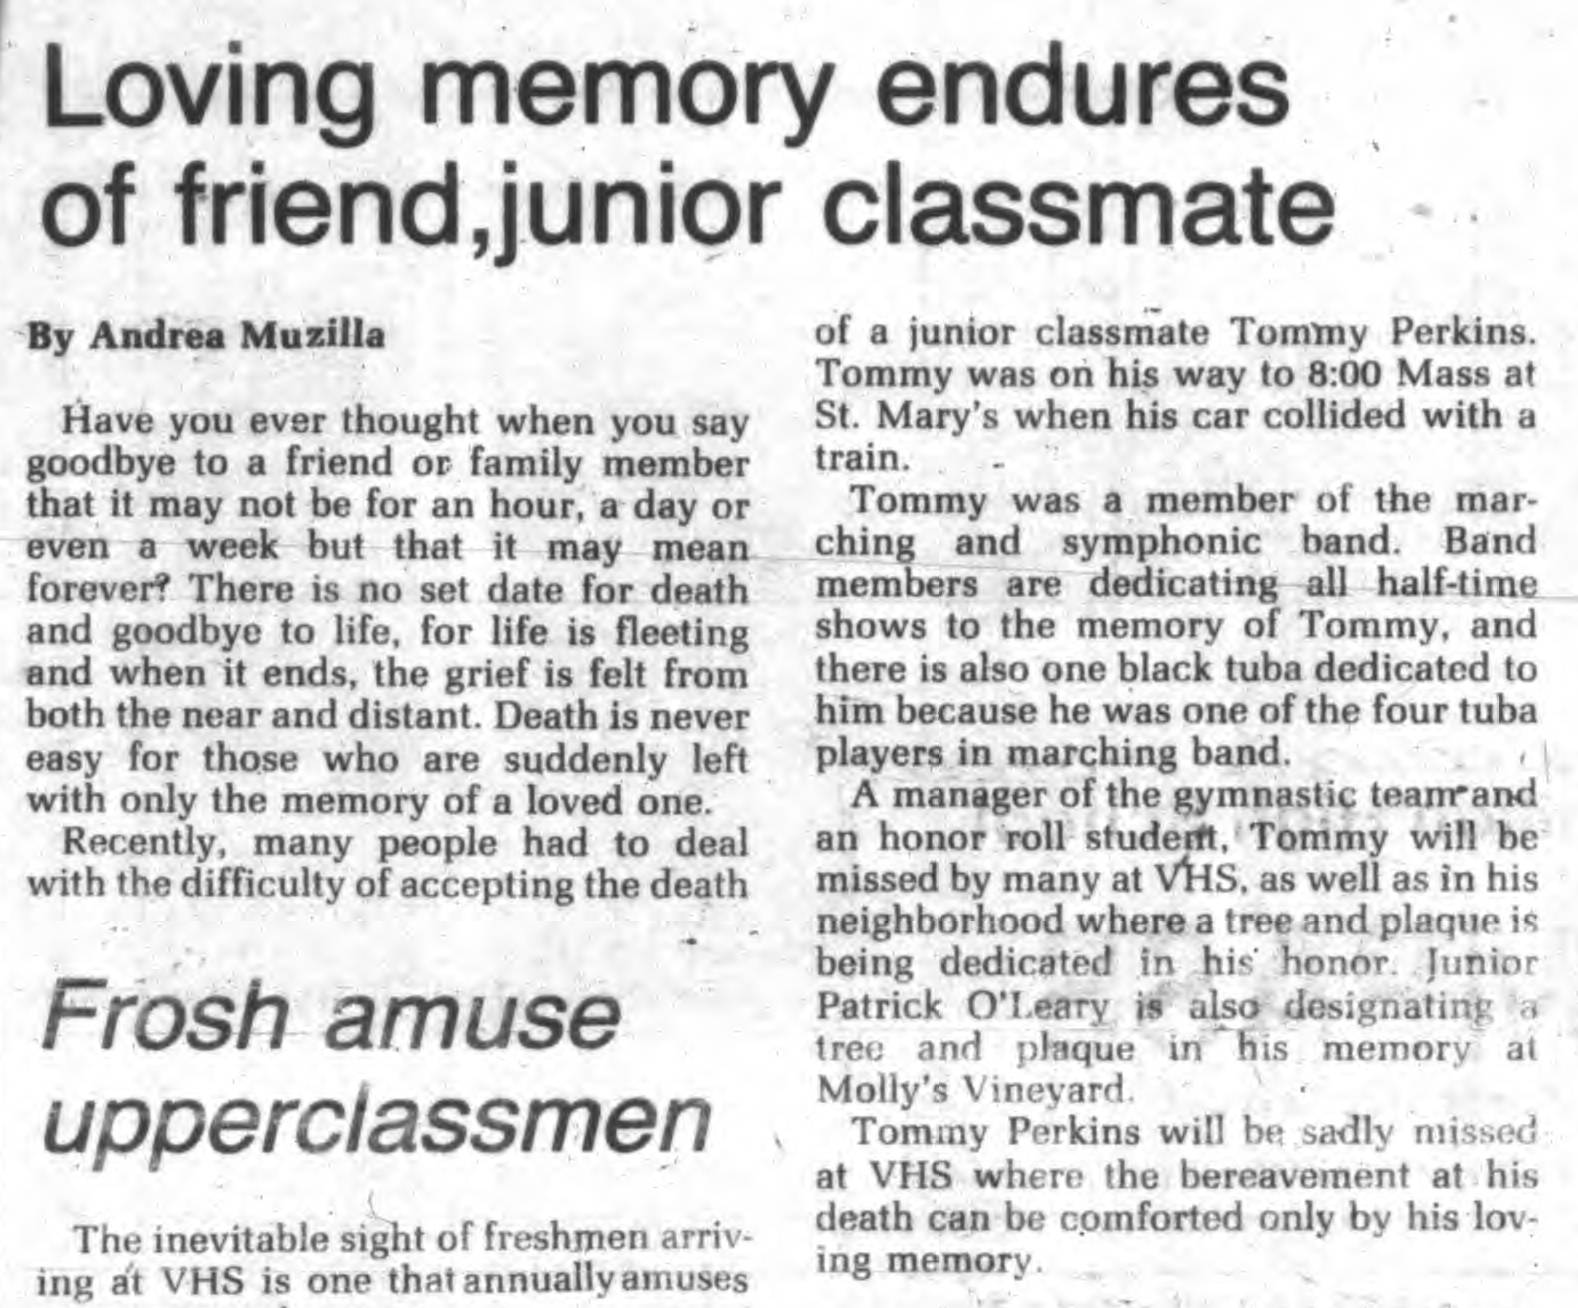 Loving memory endures
of friend,junior classmate
By Andrea Muzilla
Have you ever thought when you say
goodbye to a friend or family member
that it may not be for an hour, a day or
even a week but that it may mean
forever? There is no set date for death
and goodbye to life, for life is fleeting
and when it ends, the grief is felt from
both the near and distant. Death is never
easy for those who are suddenly left
with only the memory of a loved one.
Recently, many people had to deal
with the difficulty of accepting the death
of a junior classmate Tommy Perkins.
Tommy was on his way to 8:00 Mass at
St. Mary's when his car collided with a
train.
Tommy was a member of the mar-
ching and symphonic band. Band
members are dedicating all half-time
shows to the memory of Tommy, and
there is also one black tuba dedicated to
him because he was one of the four tuba
players in marching band.
A manager of the gymnastic team and
an honor roll student, Tommy will be
missed by many at VHS, as well as in his
neighborhood where a tree and plaque is
being dedicated in his honor. Junior
Patrick O'Leary is also designating a
tree and plaque in his memory at
Molly's Vineyard.
Tommy Perkins will be sadly missed
at VHS where the bereavement at his
death can be comforted only by his lov-
ing memory.
Frosh amuse
upperclassmen
The inevitable sight of freshmen arriv-
ing at VHS is one that annually amuses